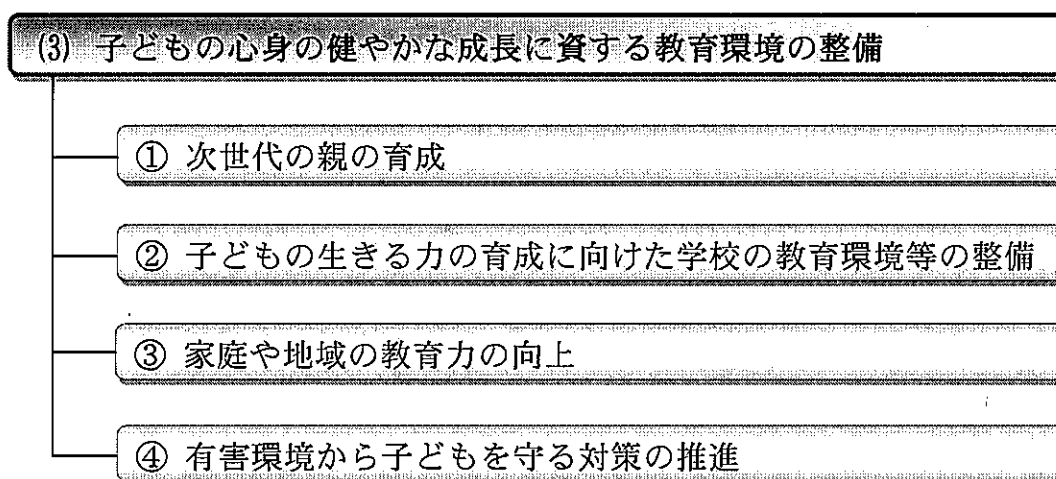 (3) 子どもの心身の健やかな成長に資する教育環境の整備
① 次世代の親の育成
② 子どもの生きる力の育成に向けた学校の教育環境等の整備
③ 家庭や地域の教育力の向上
④ 有害環境から子どもを守る対策の推進